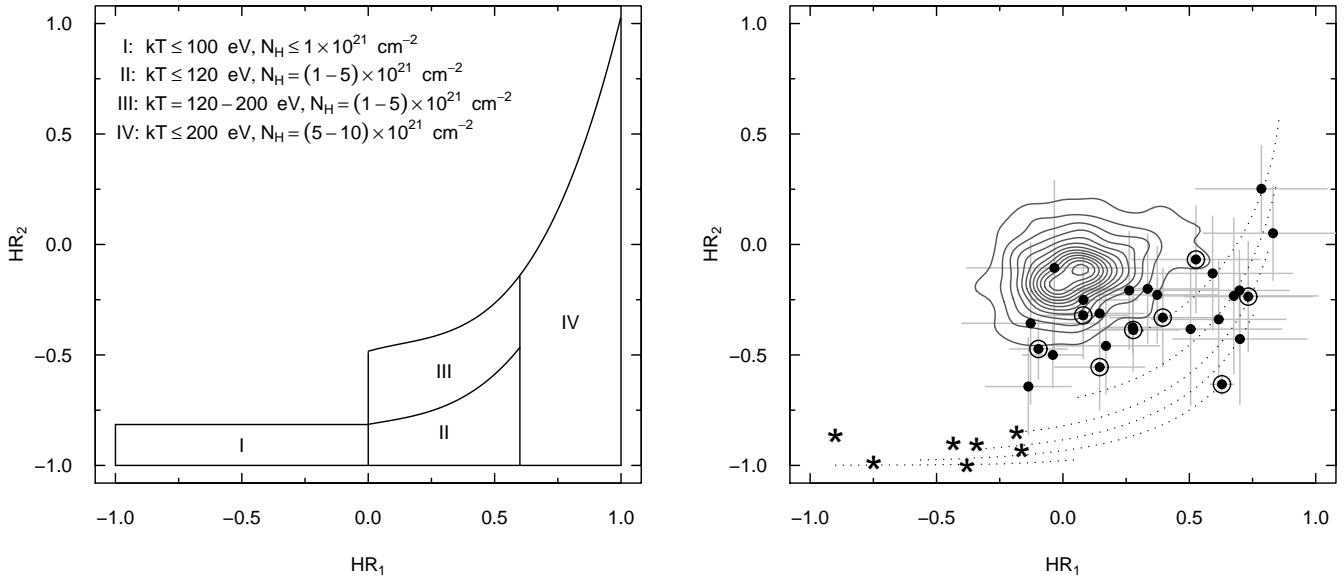 I: kT ≤ 100 eV, N_H ≤ 1 × 10^21 cm^−2
II: kT ≤ 120 eV, N_H = (1 − 5) × 10^21 cm^−2
III: kT = 120 − 200 eV, N_H = (1 − 5) × 10^21 cm^−2
IV: kT ≤ 200 eV, N_H = (5 − 10) × 10^21 cm^−2
1.0
0.5
0.0
−0.5
−1.0
HR_2
I
II
III
IV
−1.0 −0.5 0.0 0.5 1.0
HR_1
1.0
0.5
0.0
−0.5
−1.0
HR_2
−1.0 −0.5 0.0 0.5 1.0
HR_1